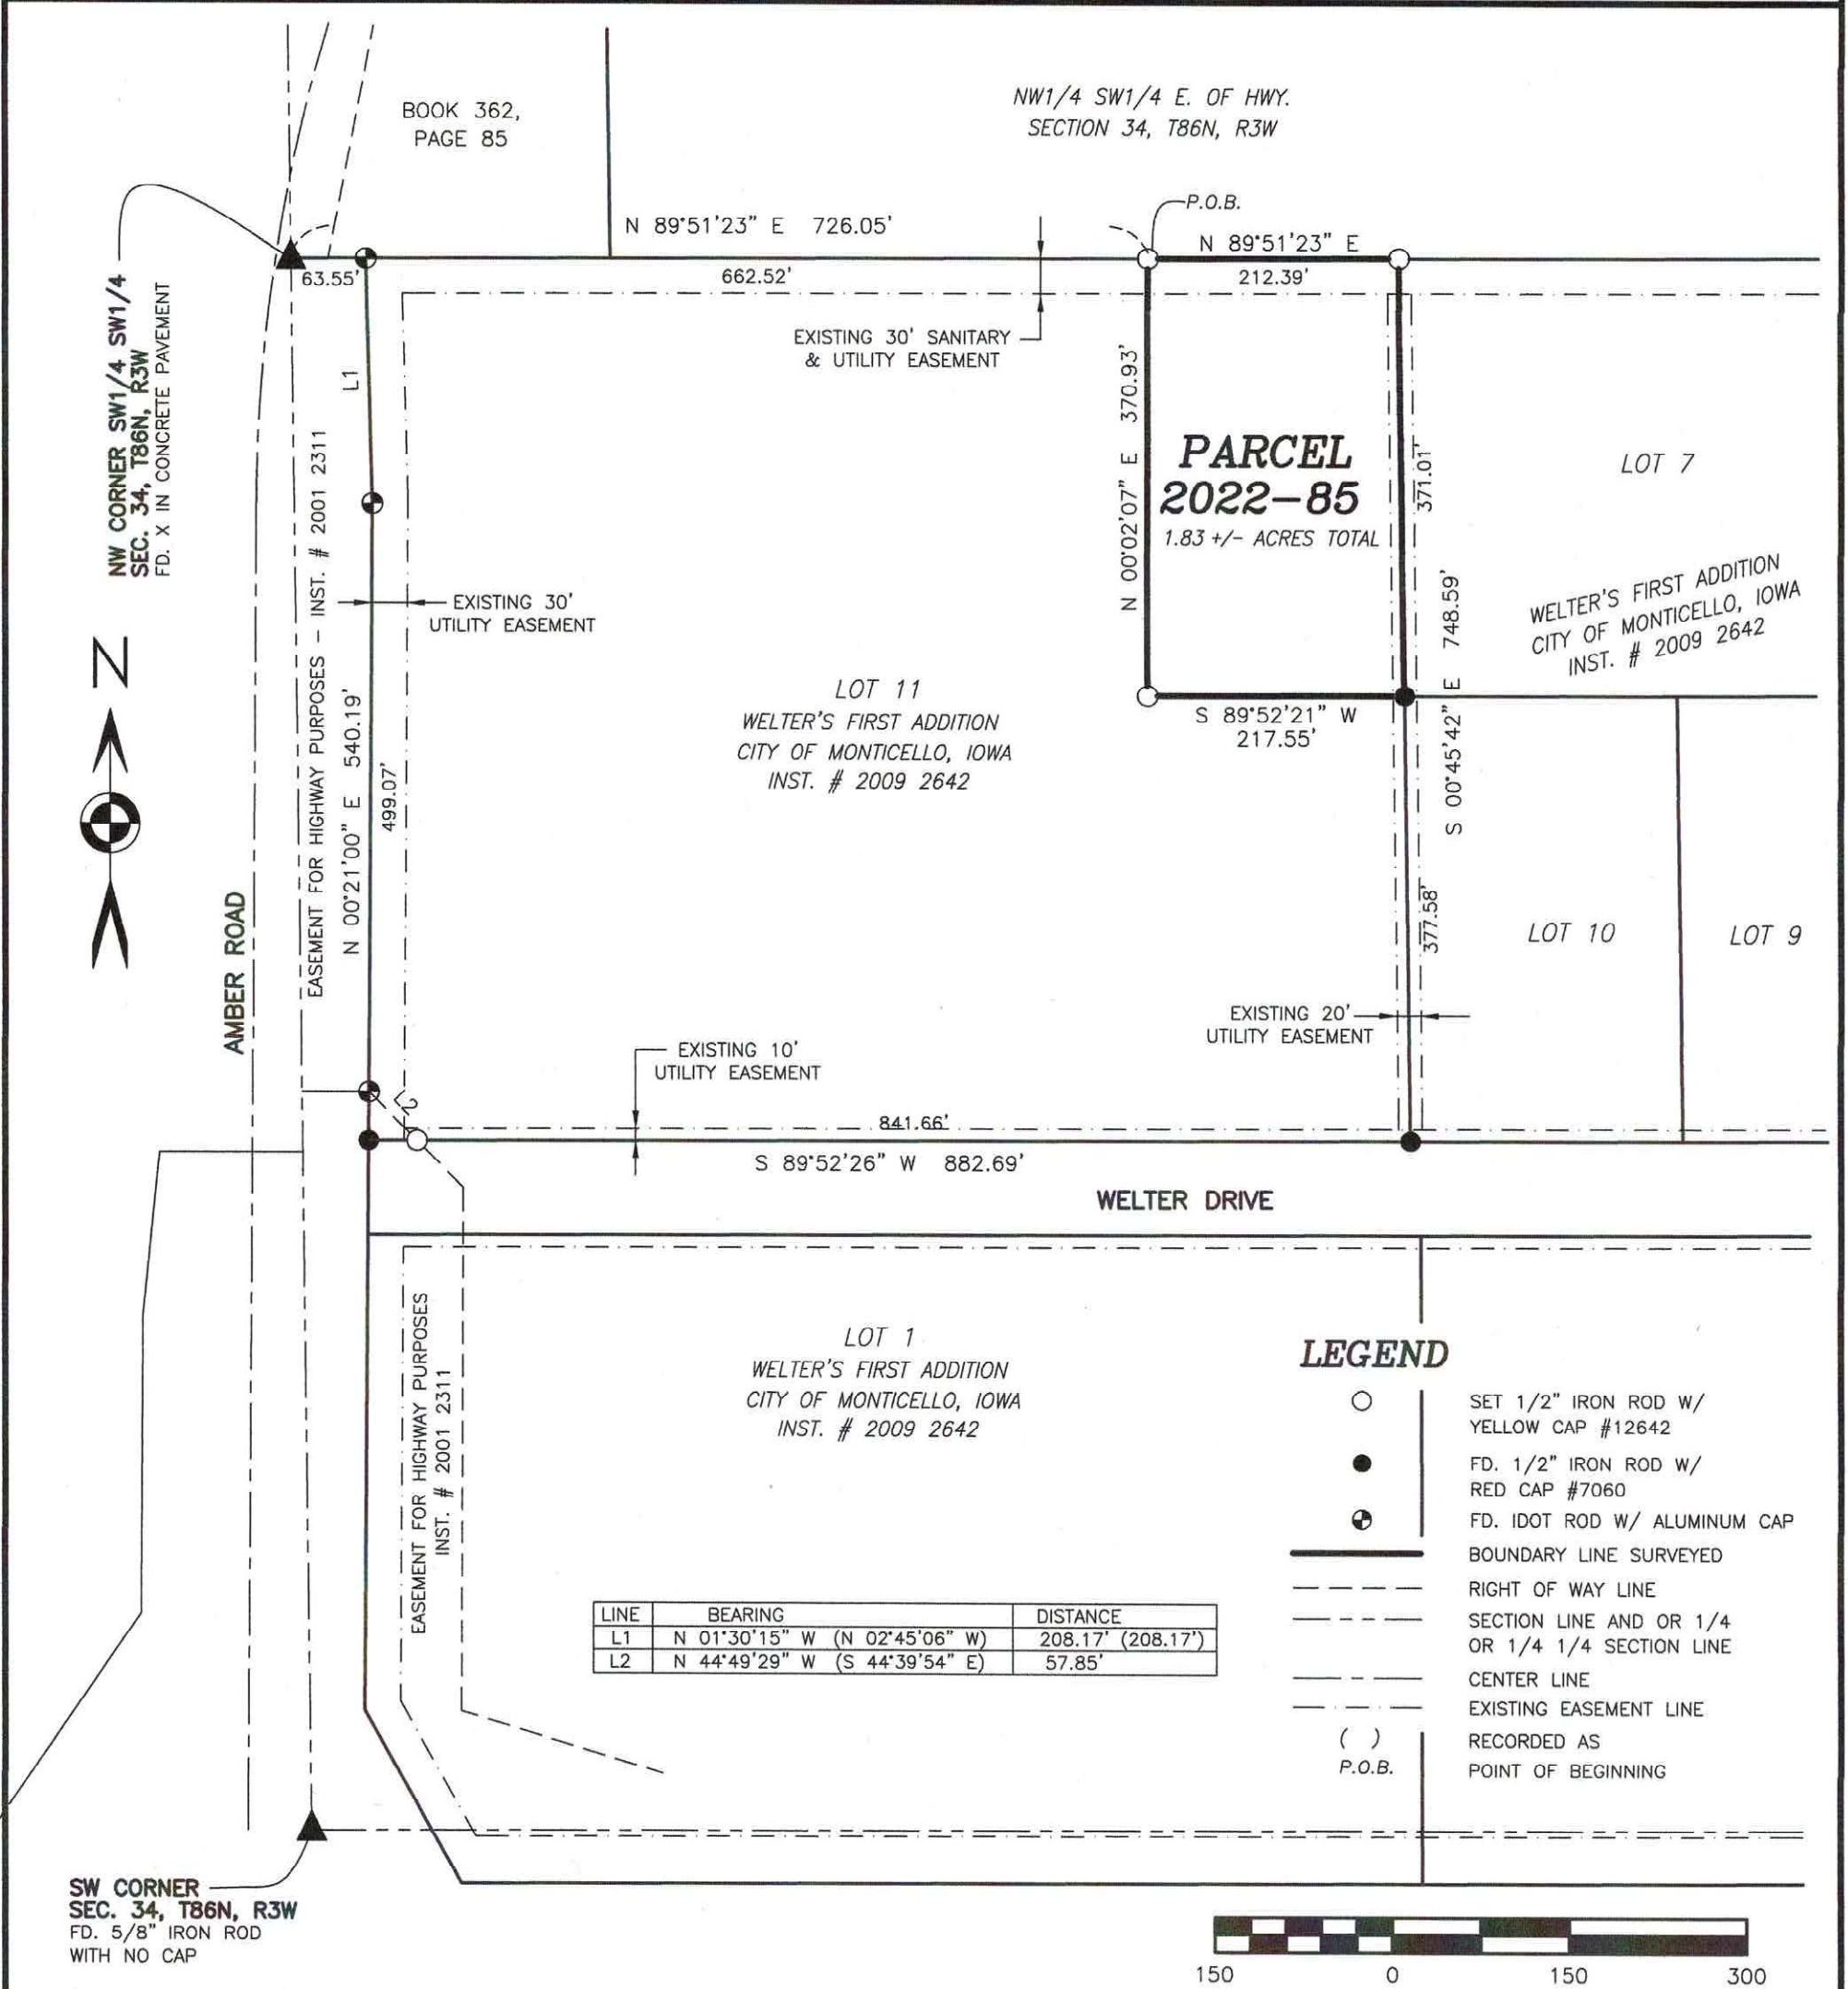 BOOK 362,
PAGE 85
NW1/4 SW1/4 E. OF HWY.
SECTION 34, T86N, R3W
P.O.B.
N 89°51'23" E 726.05'
N 89°51'23" E
63.55'
662.52'
212.39'
NW CORNER SW1/4 SW1/4
SEC. 34, T86N, R3W
FD. X IN CONCRETE PAVEMENT
EXISTING 30' SANITARY
& UTILITY EASEMENT
L1
N 00°02'07" E 370.93'
PARCEL
2022-85
1.83 +/- ACRES TOTAL
371.01'
LOT 7
WELTER'S FIRST ADDITION
CITY OF MONTICELLO, IOWA
INST. # 2009 2642
EASEMENT FOR HIGHWAY PURPOSES - INST. # 2001 2311
EXISTING 30'
UTILITY EASEMENT
N
N 00°21'00" E 540.19'
499.07'
LOT 11
WELTER'S FIRST ADDITION
CITY OF MONTICELLO, IOWA
INST. # 2009 2642
S 89°52'21" W
217.55'
S 00°45'42" E 748.59'
377.58'
LOT 10
LOT 9
AMBER ROAD
EXISTING 20'
UTILITY EASEMENT
EXISTING 10'
UTILITY EASEMENT
L2
841.66'
S 89°52'26" W 882.69'
WELTER DRIVE
EASEMENT FOR HIGHWAY PURPOSES
INST. # 2001 2311
LOT 1
WELTER'S FIRST ADDITION
CITY OF MONTICELLO, IOWA
INST. # 2009 2642
LEGEND
SET 1/2" IRON ROD W/
YELLOW CAP #12642
FD. 1/2" IRON ROD W/
RED CAP #7060
FD. IDOT ROD W/ ALUMINUM CAP
BOUNDARY LINE SURVEYED
RIGHT OF WAY LINE
SECTION LINE AND OR 1/4
OR 1/4 1/4 SECTION LINE
CENTER LINE
EXISTING EASEMENT LINE
( ) RECORDED AS
P.O.B. POINT OF BEGINNING
LINE BEARING DISTANCE
L1 N 01°30'15" W (N 02°45'06" W) 208.17' (208.17')
L2 N 44°49'29" W (S 44°39'54" E) 57.85'
SW CORNER
SEC. 34, T86N, R3W
FD. 5/8" IRON ROD
WITH NO CAP
150 0 150 300